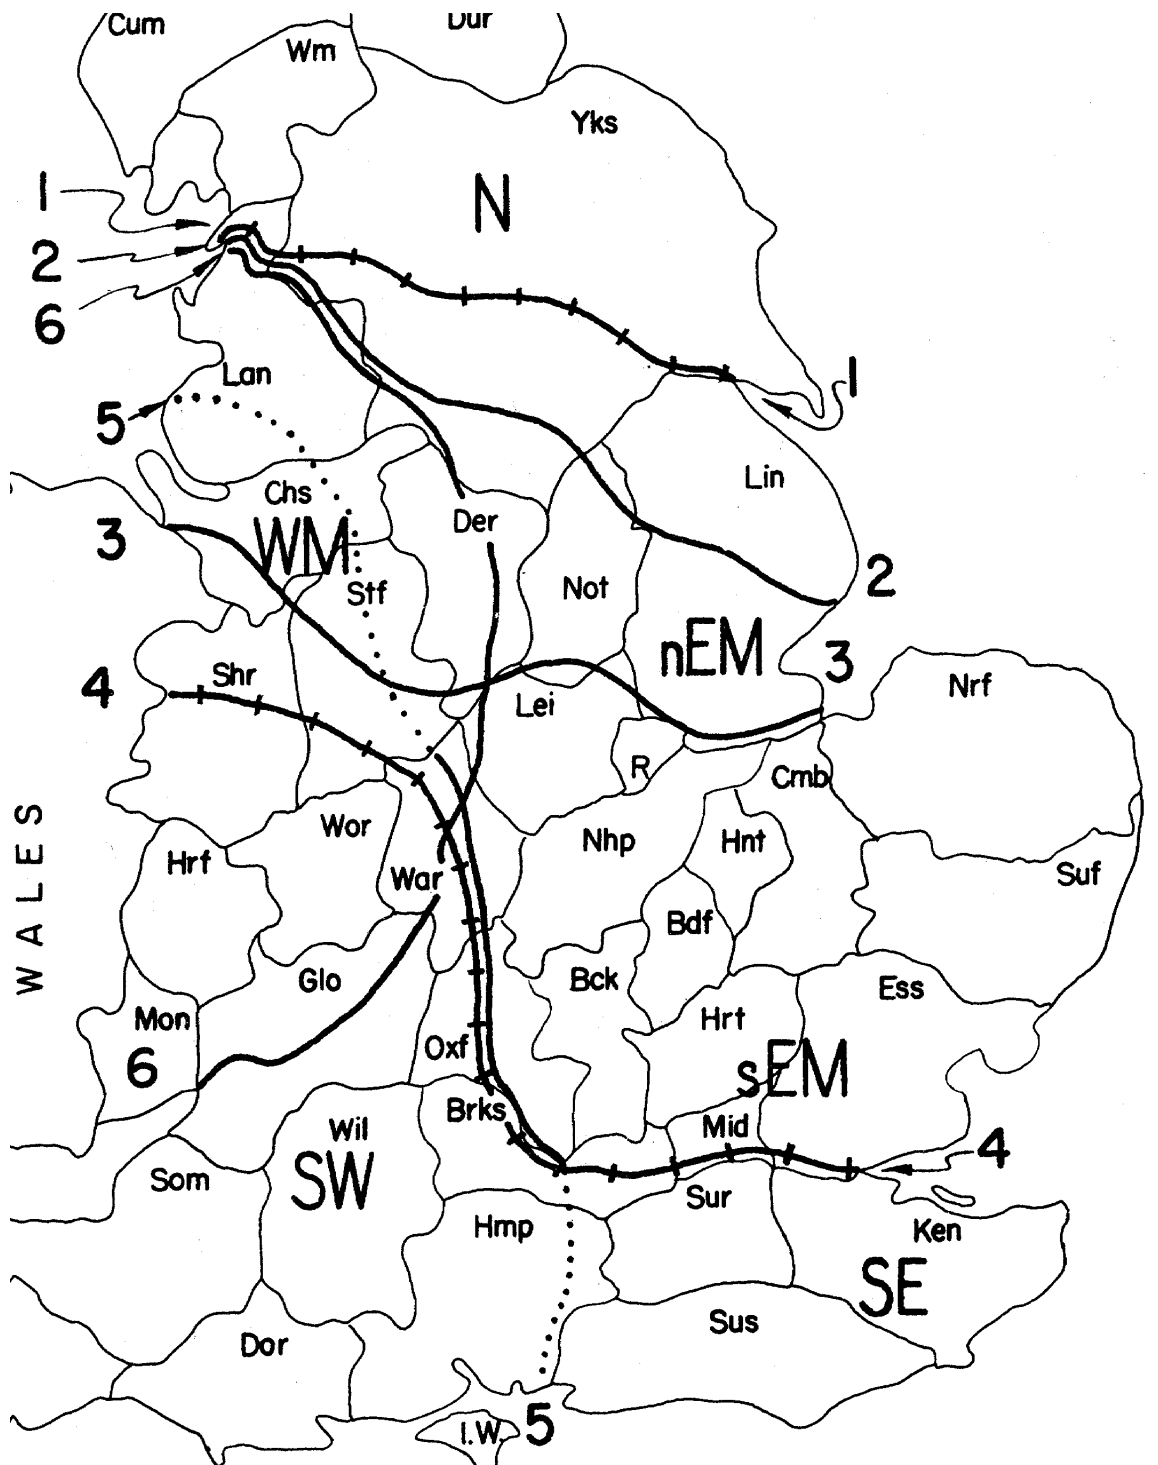 Cum
Dur
Wm
Yks
1
N
2
6
Lan
1
5
Lin
Chs
3
WM
Der
2
Stf
Not
nEM
3
4
Shr
Lei
Nrf
R
Cmb
WALES
Wor
Nhp
Hnt
Hrf
War
Suf
Bdf
Glo
Bck
Ess
Mon
Hrt
6
Oxf
sEM
Brks
Wil
Mid
4
Som
SW
Sur
Hmp
Ken
SE
Sus
Dor
5
I.W.